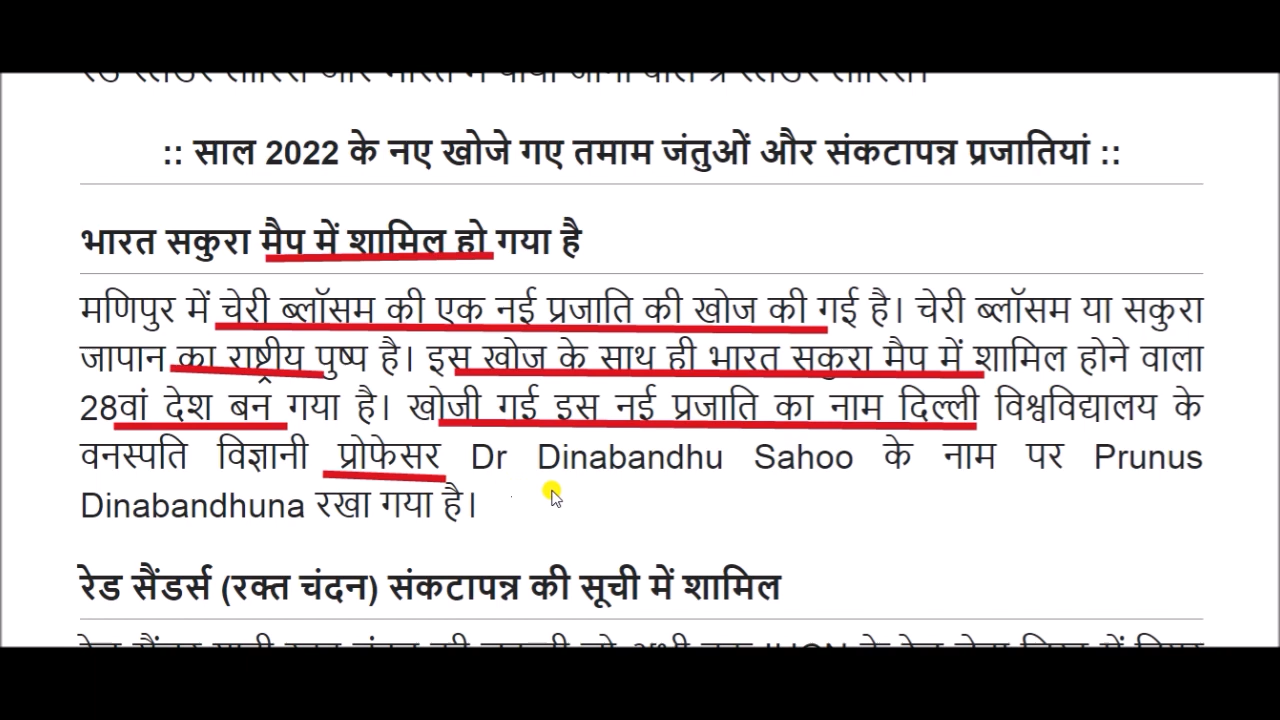 :: साल 2022 के नए खोजे गए तमाम जंतुओं और संकटापन्न प्रजातियां ::
भारत सकुरा मैप में शामिल हो गया है
मणिपुर में चेरी ब्लॉसम की एक नई प्रजाति की खोज की गई है। चेरी ब्लॉसम या सकुरा
जापान का राष्ट्रीय पुष्प है। इस खोज के साथ ही भारत सकुरा मैप में शामिल होने वाला
28वां देश बन गया है। खोजी गई इस नई प्रजाति का नाम दिल्ली विश्वविद्यालय के
वनस्पति विज्ञानी प्रोफेसर Dr Dinabandhu Sahoo के नाम पर Prunus
Dinabandhuna रखा गया है।
रेड सैंडर्स (रक्त चंदन) संकटापन्न की सूची में शामिल